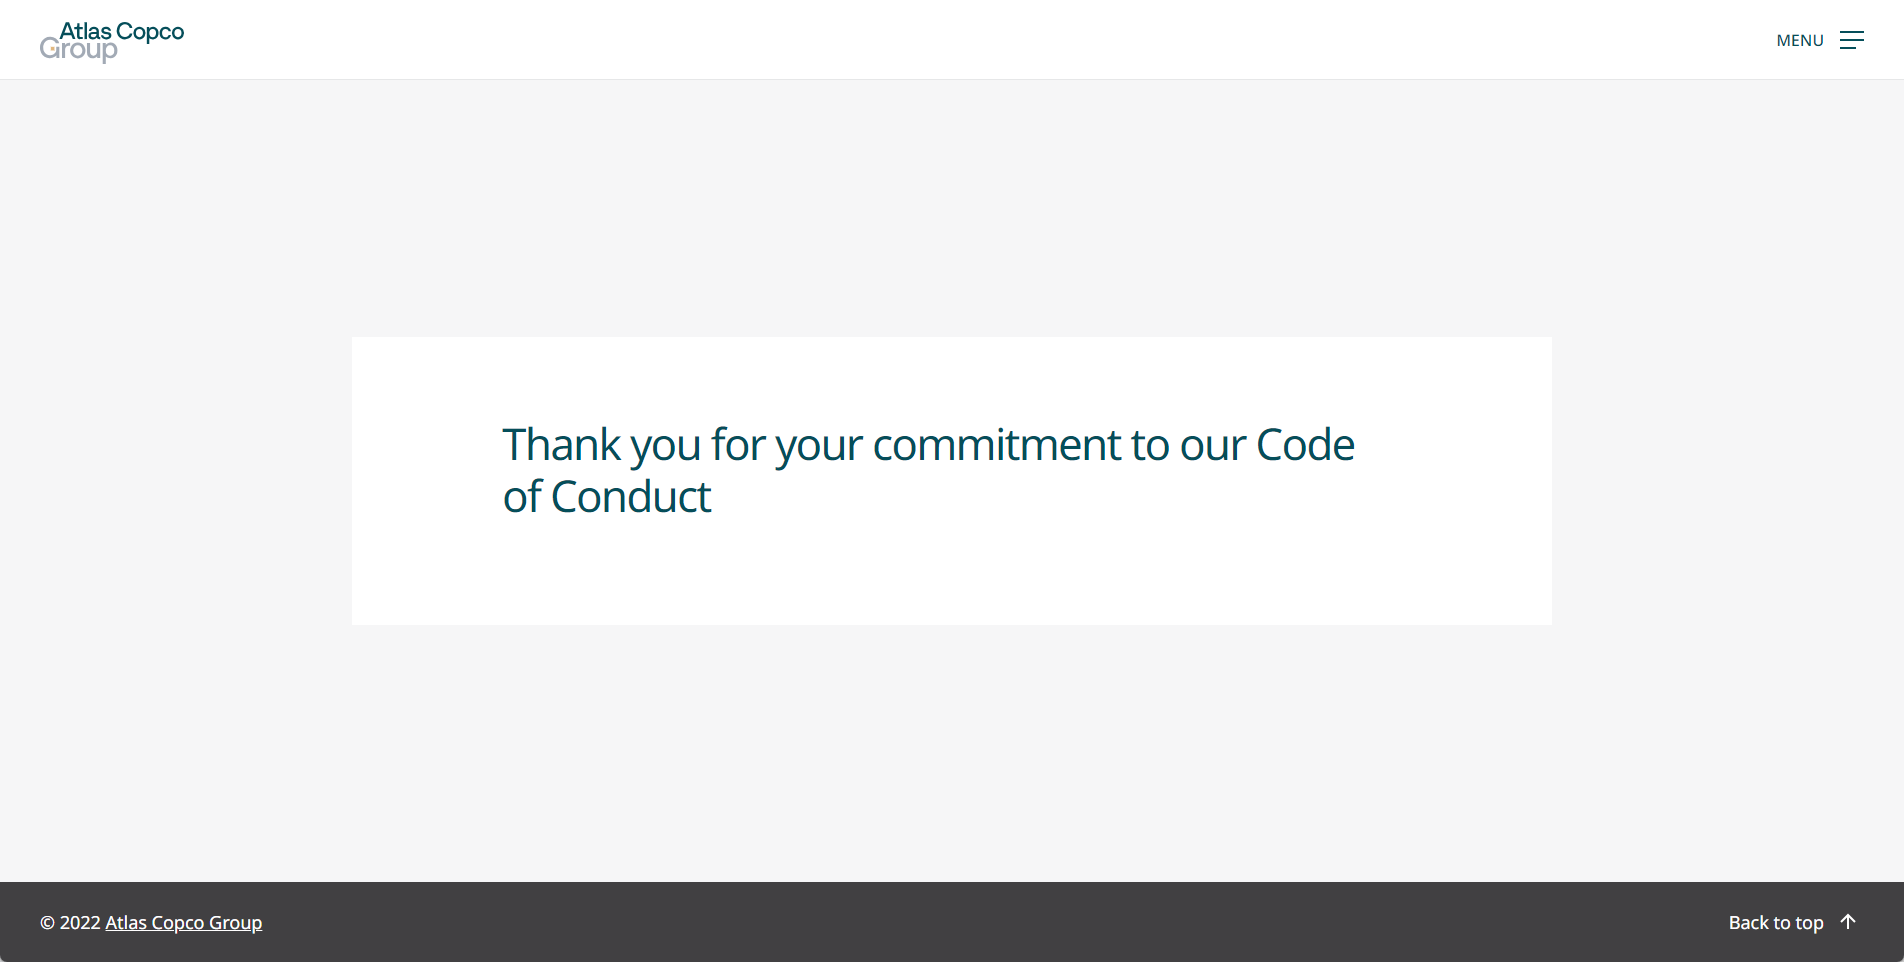 Atlas Copco
Group
MENU
Thank you for your commitment to our Code
of Conduct
© 2022 Atlas Copco Group
Back to top